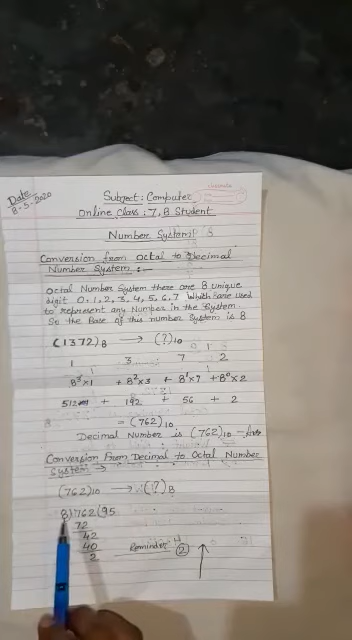 Date
8-5-2020
Subject: Computer
Online Class: 7,8 Student
Number System
Conversion from octal to Decimal
Number System:-
Octal Number System there are 8 unique
digit 0,1,2,3,4,5,6,7 which are used
to represent any Number in the System.
So the Base of this number System is 8
(1372)8 → (?)10
1 3 7 2
8³×1 + 8²×3 + 8¹×7 + 8⁰×2
512 + 192 + 56 + 2
= (762)10
Decimal Number is (762)10 - Ans
Conversion From Decimal to Octal Number
System →
(762)10 → (?)8
8)762(95
72
42
40 Reminder (2)
2